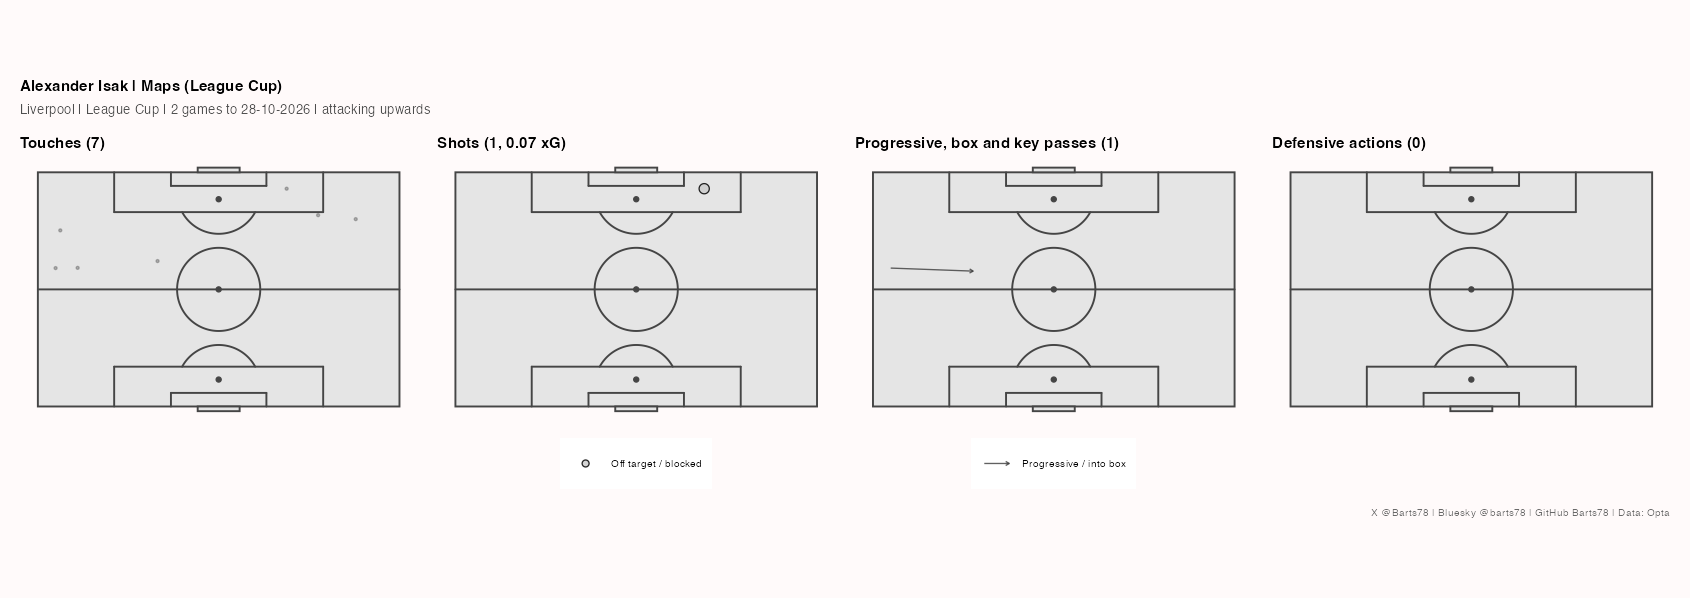 Alexander Isak | Maps (League Cup)
Liverpool | League Cup | 2 games to 28-10-2026 | attacking upwards
Touches (7)
Shots (1, 0.07 xG)
Progressive, box and key passes (1)
Defensive actions (0)
Off target / blocked
Progressive / into box
X @Barts78 | Bluesky @barts78 | GitHub Barts78 | Data: Opta